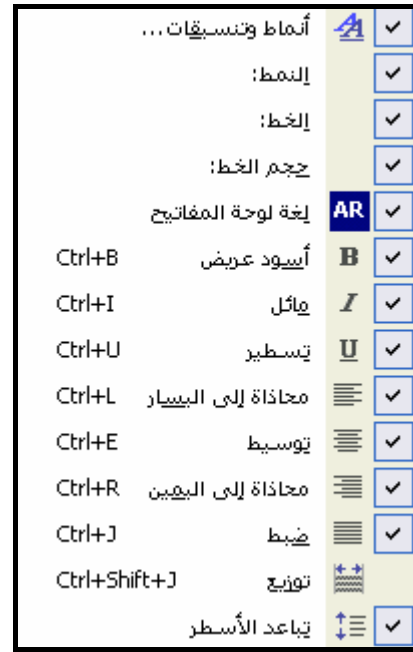 أنماط وتنسيقات...
النمط:
الخط:
حجم الخط:
AR لغة لوحة المفاتيح
B أسود عريض Ctrl+B
I مائل Ctrl+I
U تسطير Ctrl+U
محاذاة إلى اليسار Ctrl+L
توسيط Ctrl+E
محاذاة إلى اليمين Ctrl+R
ضبط Ctrl+J
توزيع Ctrl+Shift+J
تباعد الأسطر